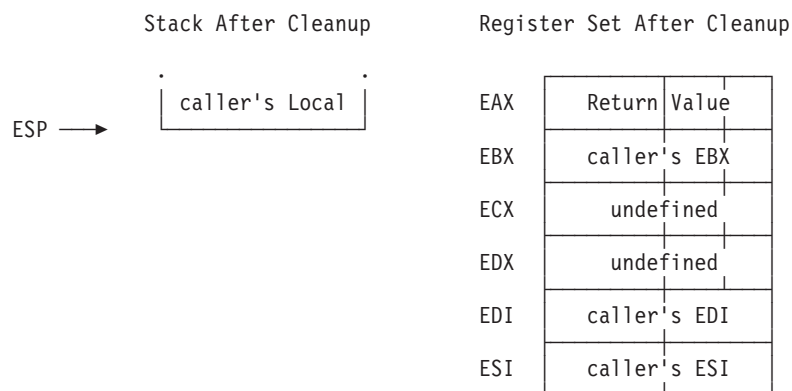 Stack After Cleanup Register Set After Cleanup
caller's Local
EAX Return Value
ESP
EBX caller's EBX
ECX undefined
EDX undefined
EDI caller's EDI
ESI caller's ESI